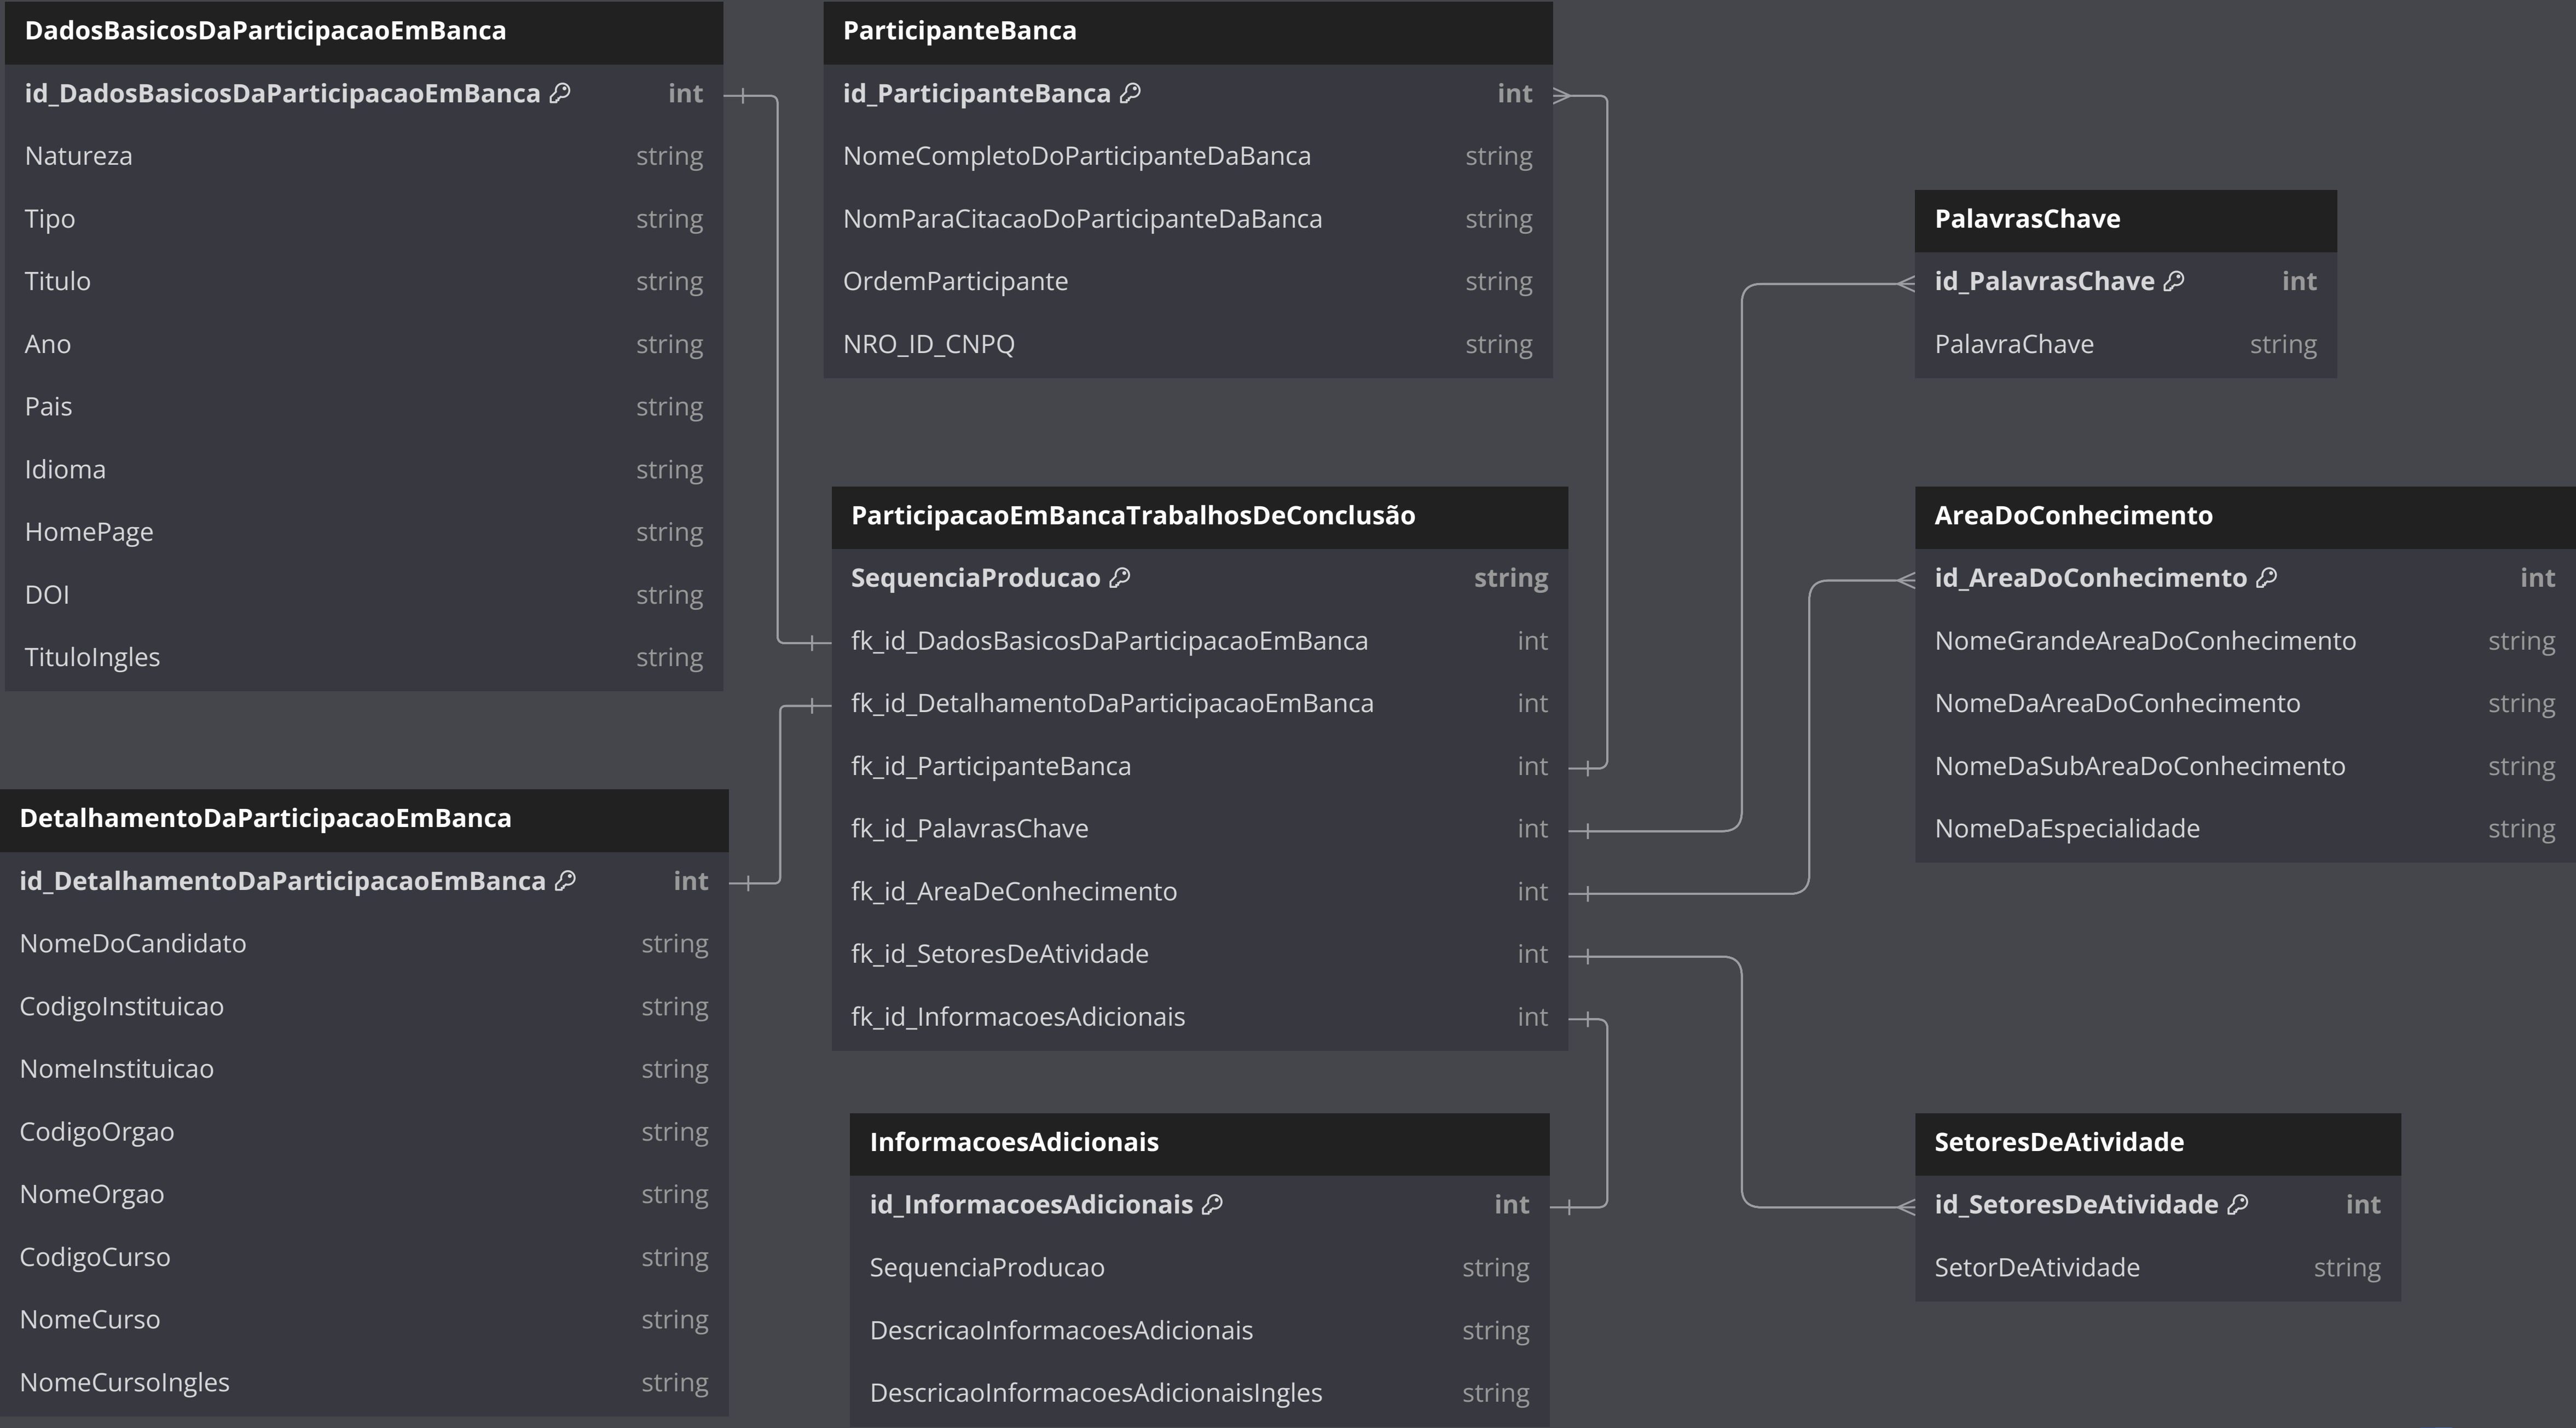 DadosBasicosDaParticipacaoEmBanca
id_DadosBasicosDaParticipacaoEmBanca int
Natureza string
Tipo string
Titulo string
Ano string
Pais string
Idioma string
HomePage string
DOI string
TituloIngles string
ParticipanteBanca
id_ParticipanteBanca int
NomeCompletoDoParticipanteDaBanca string
NomParaCitacaoDoParticipanteDaBanca string
OrdemParticipante string
NRO_ID_CNPQ string
PalavrasChave
id_PalavrasChave int
PalavraChave string
ParticipacaoEmBancaTrabalhosDeConclusão
SequenciaProducao string
fk_id_DadosBasicosDaParticipacaoEmBanca int
fk_id_DetalhamentoDaParticipacaoEmBanca int
fk_id_ParticipanteBanca int
fk_id_PalavrasChave int
fk_id_AreaDeConhecimento int
fk_id_SetoresDeAtividade int
fk_id_InformacoesAdicionais int
AreaDoConhecimento
id_AreaDoConhecimento int
NomeGrandeAreaDoConhecimento string
NomeDaAreaDoConhecimento string
NomeDaSubAreaDoConhecimento string
NomeDaEspecialidade string
DetalhamentoDaParticipacaoEmBanca
id_DetalhamentoDaParticipacaoEmBanca int
NomeDoCandidato string
CodigoInstituicao string
NomeInstituicao string
CodigoOrgao string
NomeOrgao string
CodigoCurso string
NomeCurso string
NomeCursoIngles string
InformacoesAdicionais
id_InformacoesAdicionais int
SequenciaProducao string
DescricaoInformacoesAdicionais string
DescricaoInformacoesAdicionaisIngles string
SetoresDeAtividade
id_SetoresDeAtividade int
SetorDeAtividade string